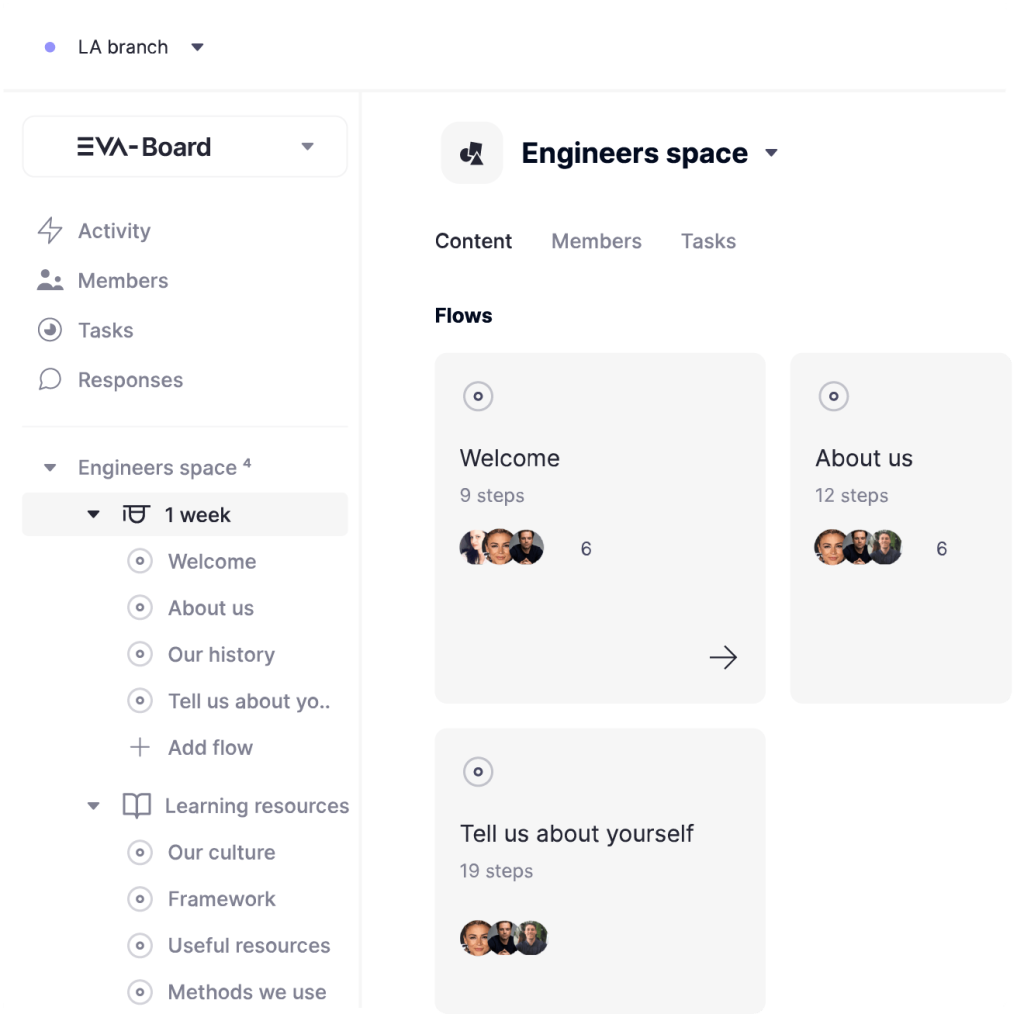 LA branch
EVA-Board
Engineers space
Activity
Members
Tasks
Responses
Engineers space 4
1 week
Welcome
About us
Our history
Tell us about yo..
Add flow
Learning resources
Our culture
Framework
Useful resources
Methods we use
Content Members Tasks
Flows
Welcome
9 steps
6
About us
12 steps
6
Tell us about yourself
19 steps